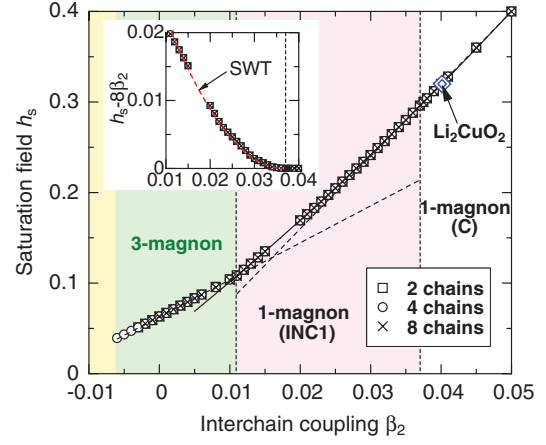 0.4
0.3
0.2
0.1
0
Saturation field hₛ
0.02
0.01
0
hₛ-8β₂
SWT
0.01 0.02 0.03 0.04
Li₂CuO₂
3-magnon
1-magnon
(C)
1-magnon
(INC1)
2 chains
4 chains
8 chains
-0.01 0 0.01 0.02 0.03 0.04 0.05
Interchain coupling β₂